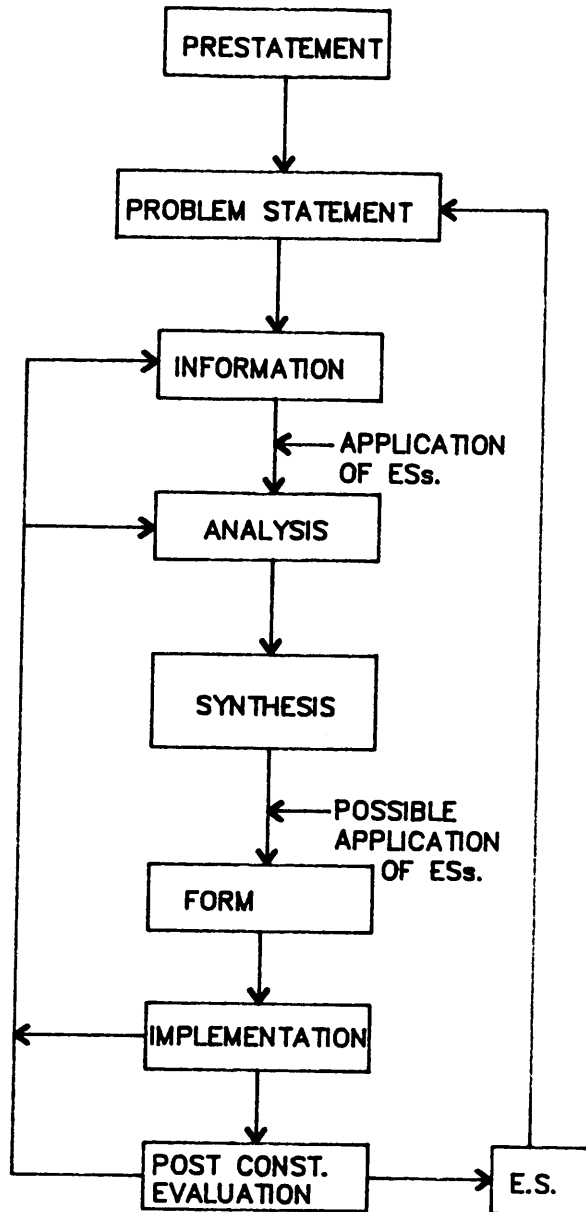 PRESTATEMENT
PROBLEM STATEMENT
INFORMATION
APPLICATION
OF ESs.
ANALYSIS
SYNTHESIS
POSSIBLE
APPLICATION
OF ESs.
FORM
IMPLEMENTATION
POST CONST.
EVALUATION
E.S.